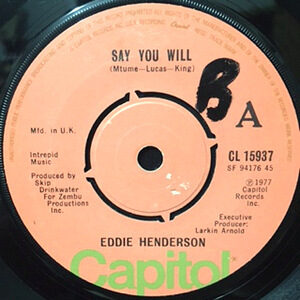 SAY YOU WILL
(Mtume—Lucas—King)
B
A
Mfd. in U.K.
CL 15937
SF 94176 45
Intrepid
Music
Produced by
Skip
Drinkwater
For Zembu
Productions
Inc.
℗ 1977
Capitol
Records
Inc.
Executive
Producer:
Larkin Arnold
EDDIE HENDERSON
Capitol